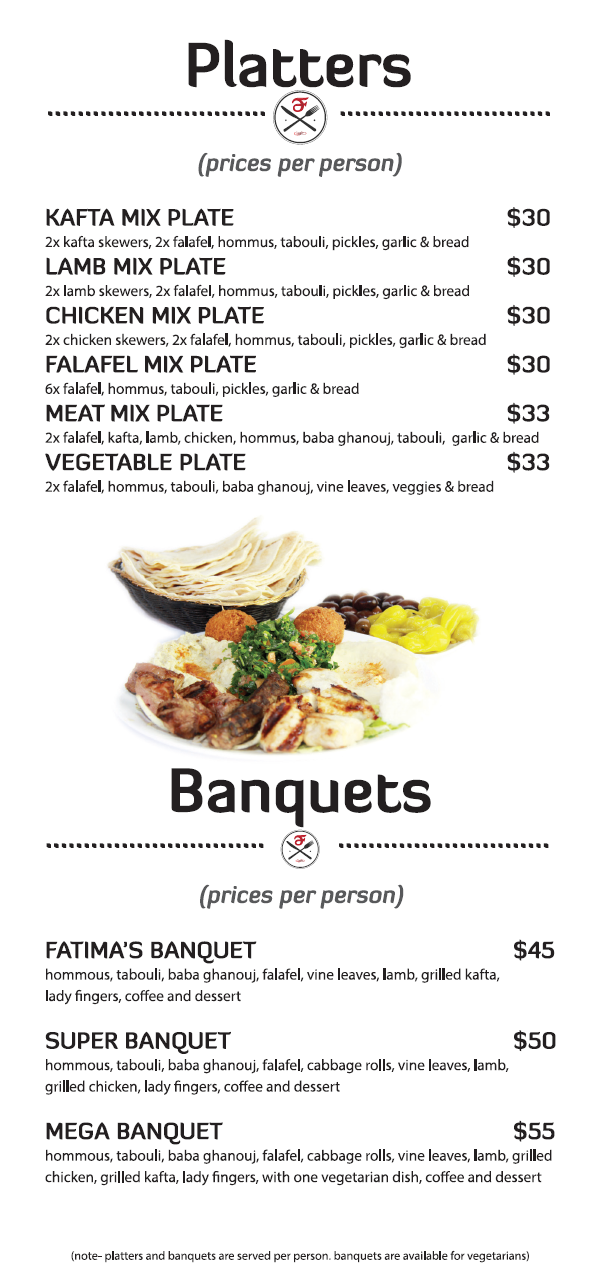 Platters
(prices per person)
KAFTA MIX PLATE $30
2x kafta skewers, 2x falafel, hommus, tabouli, pickles, garlic & bread
LAMB MIX PLATE $30
2x lamb skewers, 2x falafel, hommus, tabouli, pickles, garlic & bread
CHICKEN MIX PLATE $30
2x chicken skewers, 2x falafel, hommus, tabouli, pickles, garlic & bread
FALAFEL MIX PLATE $30
6x falafel, hommus, tabouli, pickles, garlic & bread
MEAT MIX PLATE $33
2x falafel, kafta, lamb, chicken, hommus, baba ghanouj, tabouli, garlic & bread
VEGETABLE PLATE $33
2x falafel, hommus, tabouli, baba ghanouj, vine leaves, veggies & bread
Banquets
(prices per person)
FATIMA'S BANQUET $45
hommous, tabouli, baba ghanouj, falafel, vine leaves, lamb, grilled kafta,
lady fingers, coffee and dessert
SUPER BANQUET $50
hommous, tabouli, baba ghanouj, falafel, cabbage rolls, vine leaves, lamb,
grilled chicken, lady fingers, coffee and dessert
MEGA BANQUET $55
hommous, tabouli, baba ghanouj, falafel, cabbage rolls, vine leaves, lamb, grilled
chicken, grilled kafta, lady fingers, with one vegetarian dish, coffee and dessert
(note- platters and banquets are served per person. banquets are available for vegetarians)